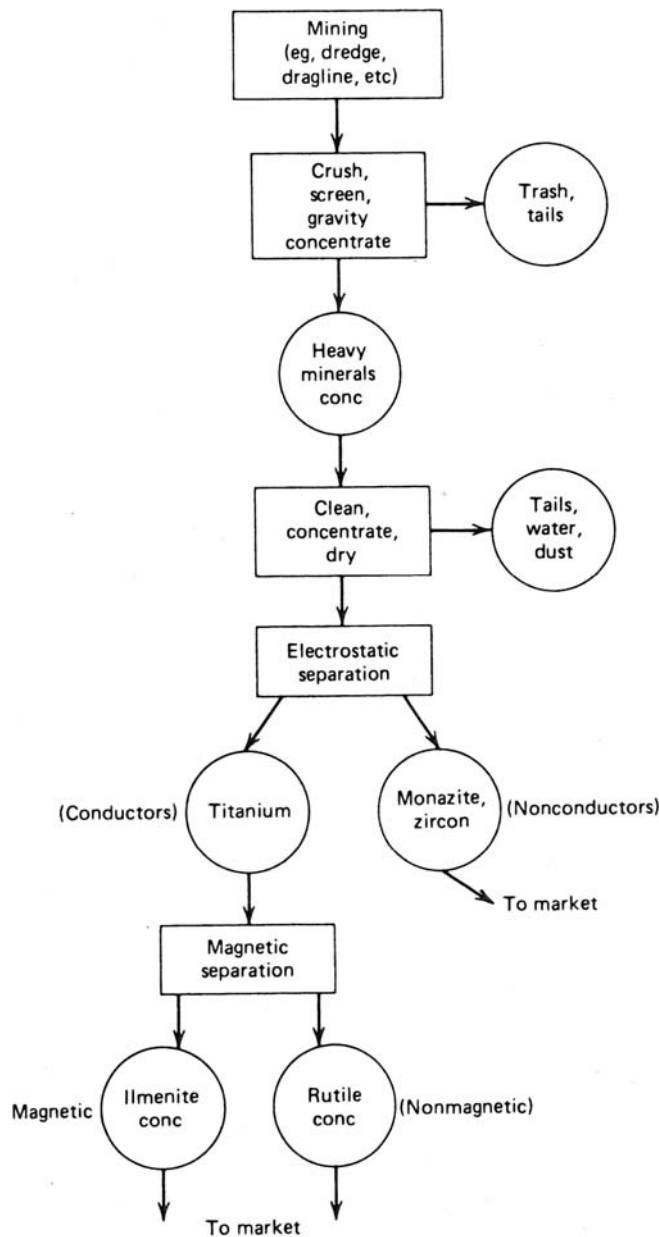 Mining
(eg, dredge,
dragline, etc)
Crush,
screen,
gravity
concentrate
Trash,
tails
Heavy
minerals
conc
Clean,
concentrate,
dry
Tails,
water,
dust
Electrostatic
separation
(Conductors)
Titanium
Monazite,
zircon
(Nonconductors)
To market
Magnetic
separation
Magnetic
Ilmenite
conc
Rutile
conc
(Nonmagnetic)
To market